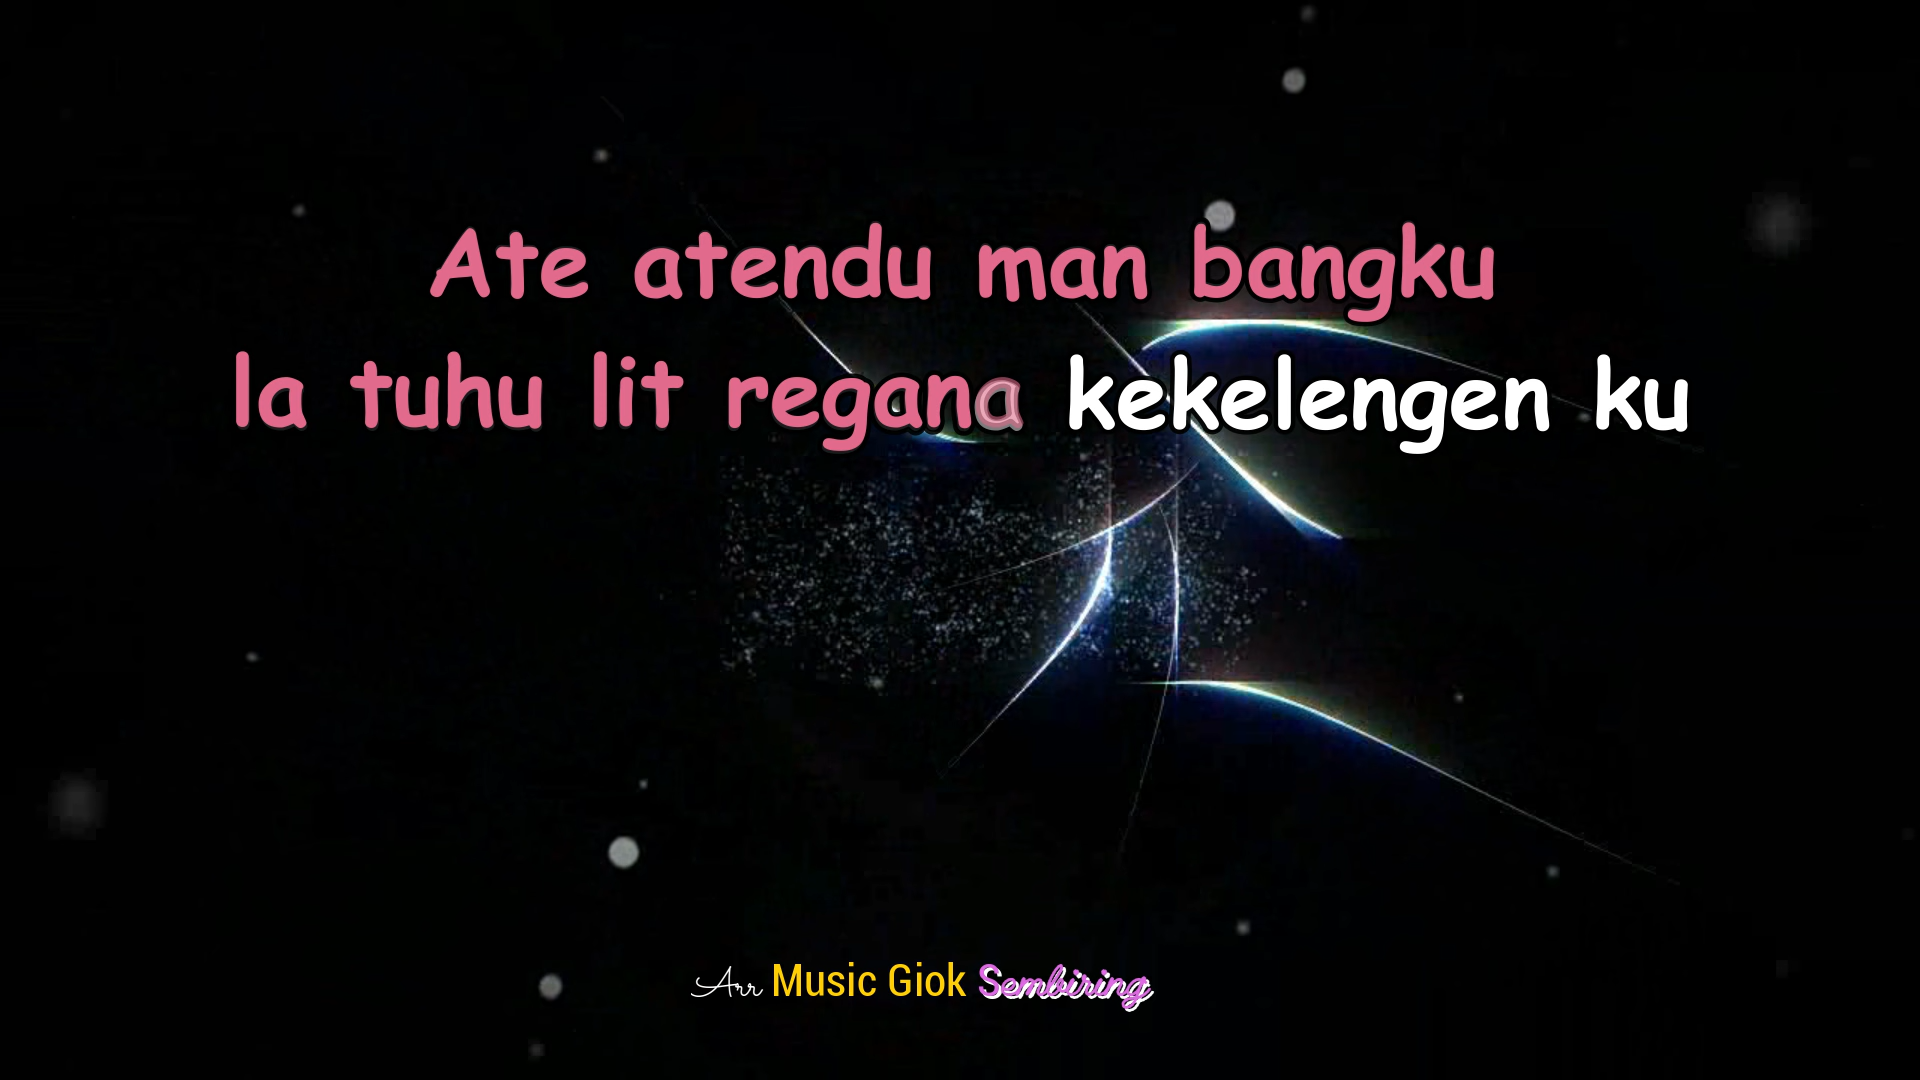 Ate atendu man bangku
la tuhu lit regana kekelengen ku
Arr Music Giok Sembiring